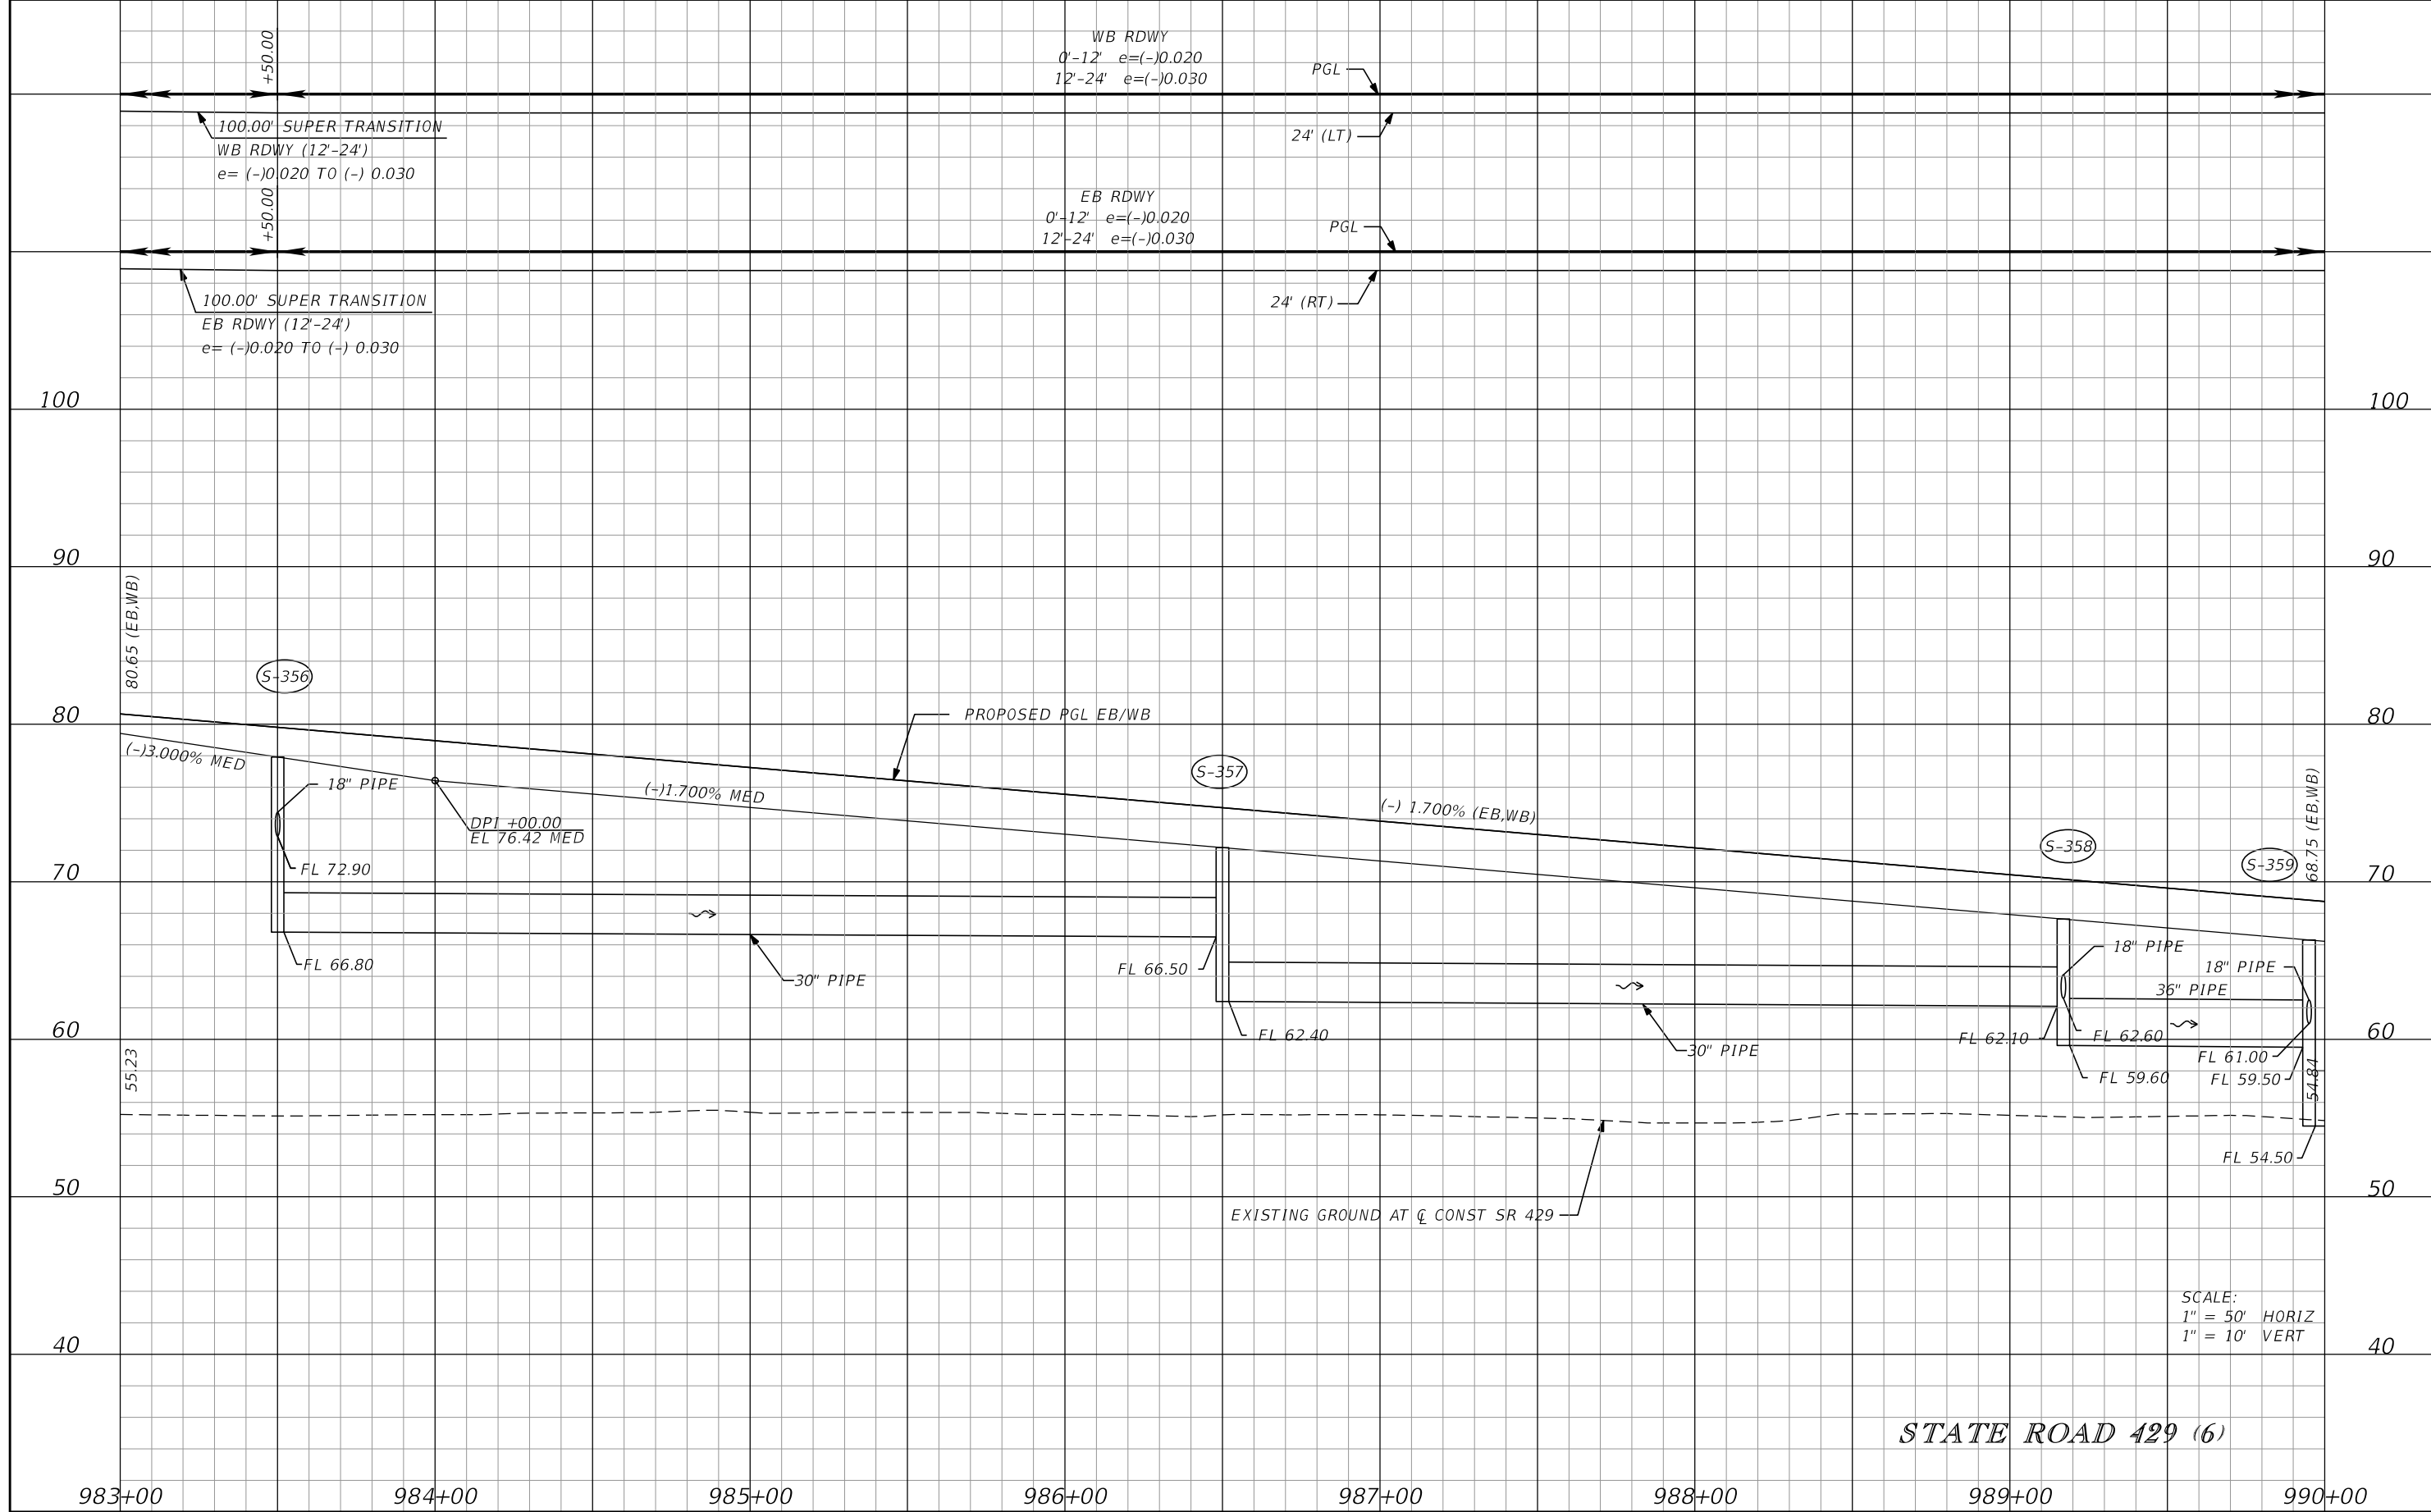 +50.00
WB RDWY
0'-12' e=(-)0.020
12'-24' e=(-)0.030
PGL
100.00' SUPER TRANSITION
WB RDWY (12'-24')
e= (-)0.020 TO (-) 0.030
24' (LT)
+50.00
EB RDWY
0'-12' e=(-)0.020
12'-24' e=(-)0.030
PGL
100.00' SUPER TRANSITION
EB RDWY (12'-24')
e= (-)0.020 TO (-) 0.030
24' (RT)
100
100
90
90
80.65 (EB,WB)
S-356
80
PROPOSED PGL EB/WB
80
(-)3.000% MED
18" PIPE
(-)1.700% MED
S-357
(-) 1.700% (EB,WB)
68.75 (EB,WB)
DPI +00.00
EL 76.42 MED
S-358
S-359
70
FL 72.90
70
FL 66.80
30" PIPE
FL 66.50
18" PIPE
18" PIPE
36" PIPE
60
FL 62.40
30" PIPE
FL 62.10
FL 62.60
60
55.23
FL 61.00
FL 59.60
FL 59.50
54.84
FL 54.50
50
50
EXISTING GROUND AT ℄ CONST SR 429
SCALE:
1" = 50' HORIZ
1" = 10' VERT
40
40
STATE ROAD 429 (6)
983+00
984+00
985+00
986+00
987+00
988+00
989+00
990+00